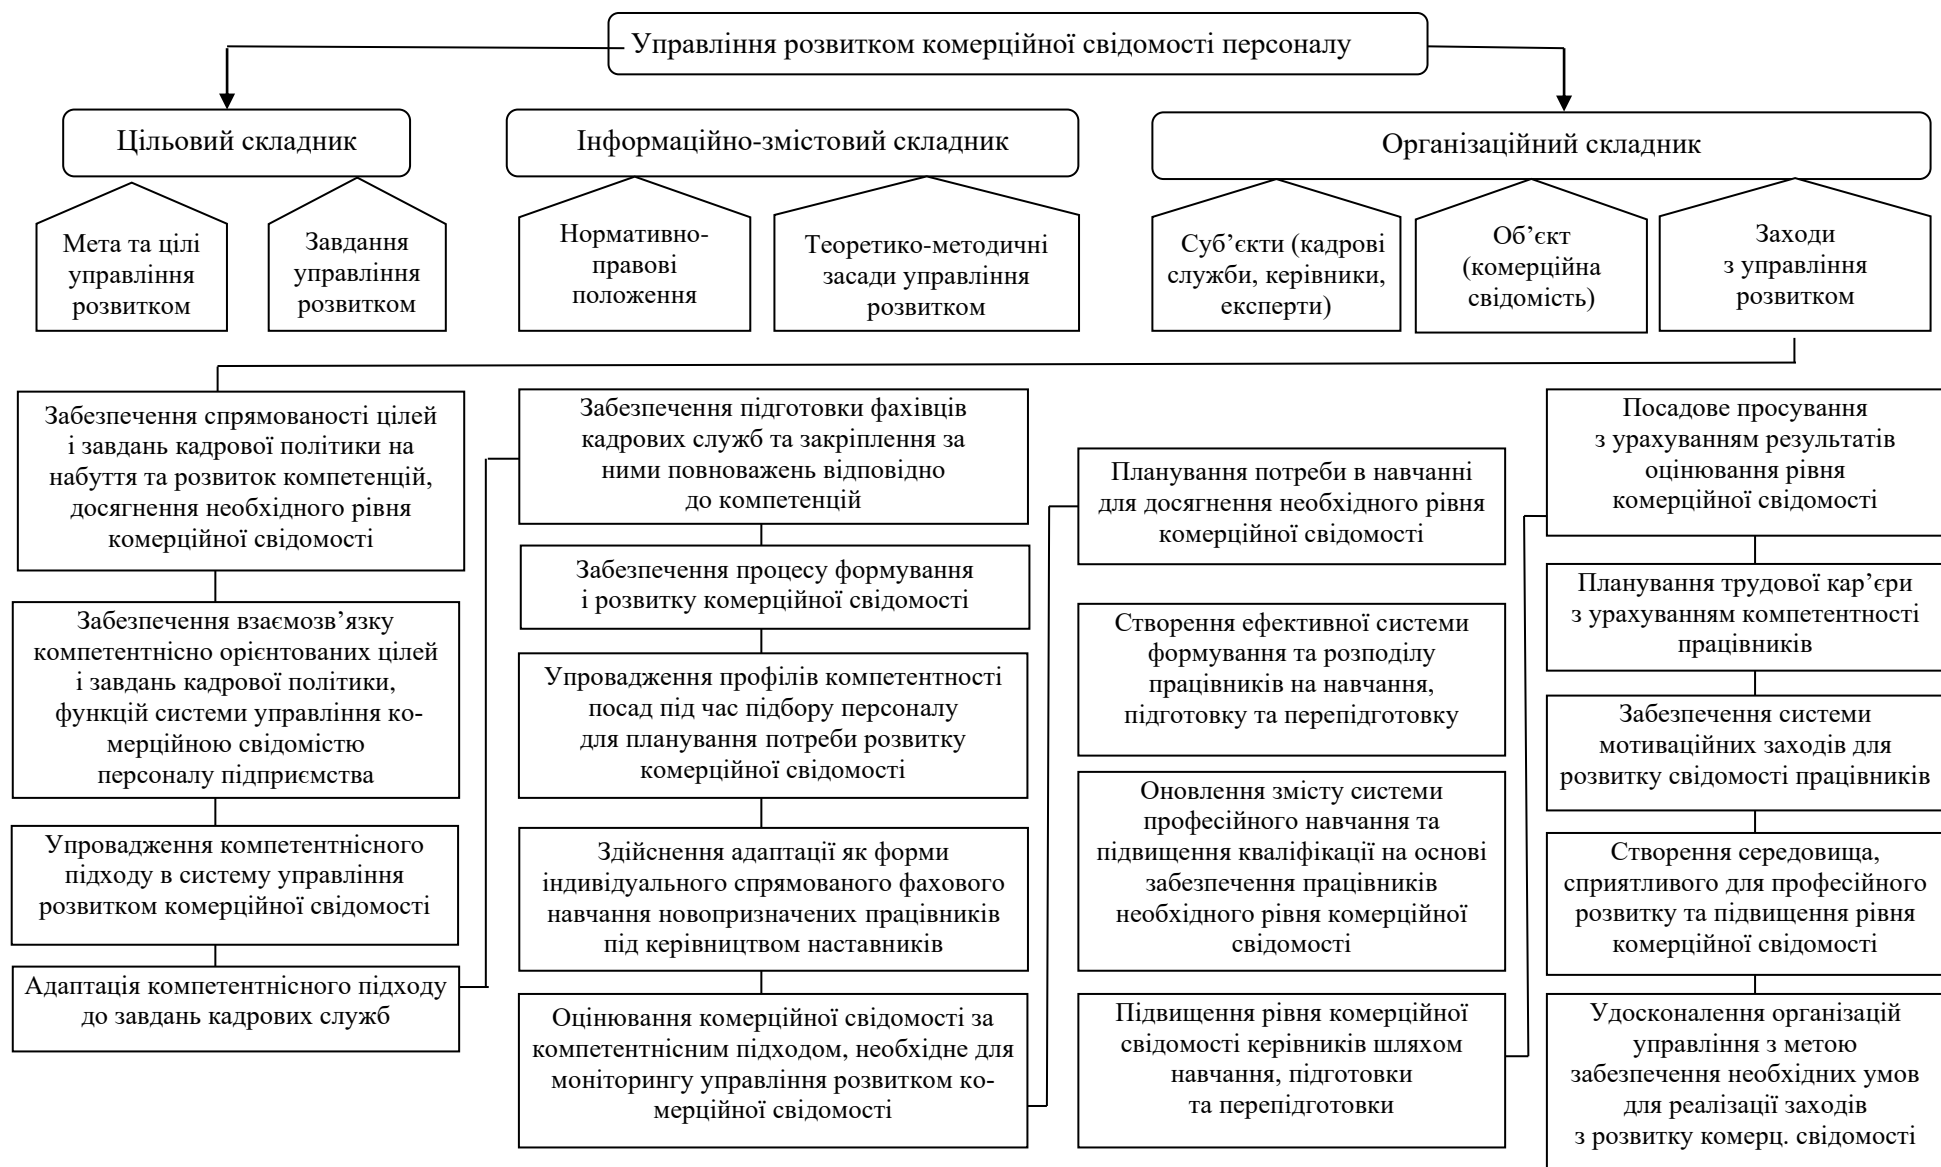 Управління розвитком комерційної свідомості персоналу
Цільовий складник
Інформаційно-змістовий складник
Організаційний складник
Мета та цілі
управління
розвитком
Завдання
управління
розвитком
Нормативно-
правові
положення
Теоретико-методичні
засади управління
розвитком
Суб’єкти (кадрові
служби, керівники,
експерти)
Об’єкт
(комерційна
свідомість)
Заходи
з управління
розвитком
Забезпечення спрямованості цілей
і завдань кадрової політики на
набуття та розвиток компетенцій,
досягнення необхідного рівня
комерційної свідомості
Забезпечення взаємозв’язку
компетентнісно орієнтованих цілей
і завдань кадрової політики,
функцій системи управління ко-
мерційною свідомістю
персоналу підприємства
Упровадження компетентнісного
підходу в систему управління
розвитком комерційної свідомості
Адаптація компетентнісного підходу
до завдань кадрових служб
Забезпечення підготовки фахівців
кадрових служб та закріплення за
ними повноважень відповідно
до компетенцій
Забезпечення процесу формування
і розвитку комерційної свідомості
Упровадження профілів компетентності
посад під час підбору персоналу
для планування потреби розвитку
комерційної свідомості
Здійснення адаптації як форми
індивідуального спрямованого фахового
навчання новопризначених працівників
під керівництвом наставників
Оцінювання комерційної свідомості за
компетентнісним підходом, необхідне для
моніторингу управління розвитком ко-
мерційної свідомості
Планування потреби в навчанні
для досягнення необхідного рівня
комерційної свідомості
Створення ефективної системи
формування та розподілу
працівників на навчання,
підготовку та перепідготовку
Оновлення змісту системи
професійного навчання та
підвищення кваліфікації на основі
забезпечення працівників
необхідного рівня комерційної
свідомості
Підвищення рівня комерційної
свідомості керівників шляхом
навчання, підготовки
та перепідготовки
Посадове просування
з урахуванням результатів
оцінювання рівня
комерційної свідомості
Планування трудової кар’єри
з урахуванням компетентності
працівників
Забезпечення системи
мотиваційних заходів для
розвитку свідомості працівників
Створення середовища,
сприятливого для професійного
розвитку та підвищення рівня
комерційної свідомості
Удосконалення організацій
управління з метою
забезпечення необхідних умов
для реалізації заходів
з розвитку комерц. свідомості